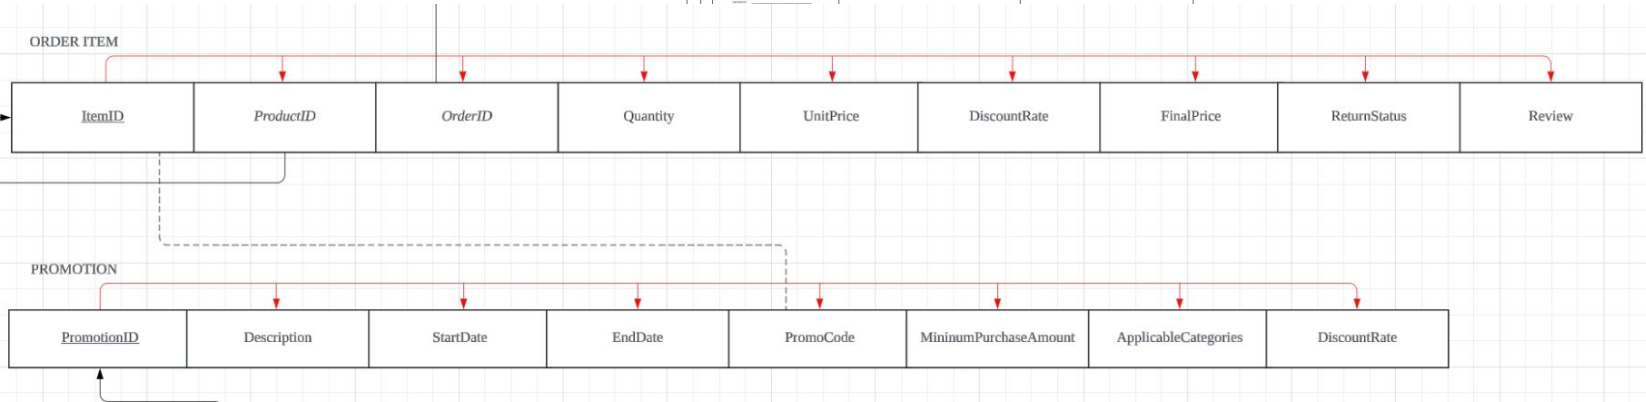 ORDER ITEM
ItemID ProductID OrderID Quantity UnitPrice DiscountRate FinalPrice ReturnStatus Review
PROMOTION
PromotionID Description StartDate EndDate PromoCode MininumPurchaseAmount ApplicableCategories DiscountRate